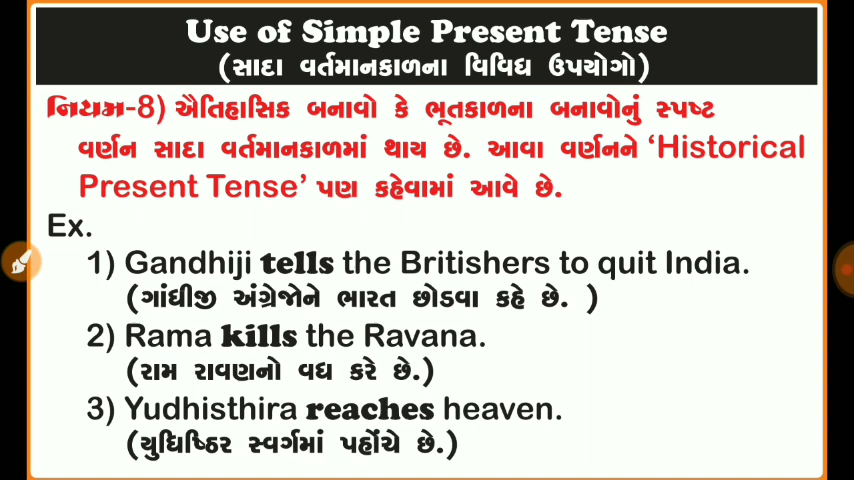 Use of Simple Present Tense
(સાદા વર્તમાનકાળના વિવિધ ઉપયોગો)
નિયમ-8) ઐતિહાસિક બનાવો કે ભૂતકાળના બનાવોનું સ્પષ્ટ
વર્ણન સાદા વર્તમાનકાળમાં થાય છે. આવા વર્ણનને ‘Historical
Present Tense’ પણ કહેવામાં આવે છે.
Ex.
1) Gandhiji tells the Britishers to quit India.
(ગાંધીજી અંગ્રેજોને ભારત છોડવા કહે છે. )
2) Rama kills the Ravana.
(રામ રાવણનો વધ કરે છે.)
3) Yudhisthira reaches heaven.
(યુધિષ્ઠિર સ્વર્ગમાં પહોંચે છે.)